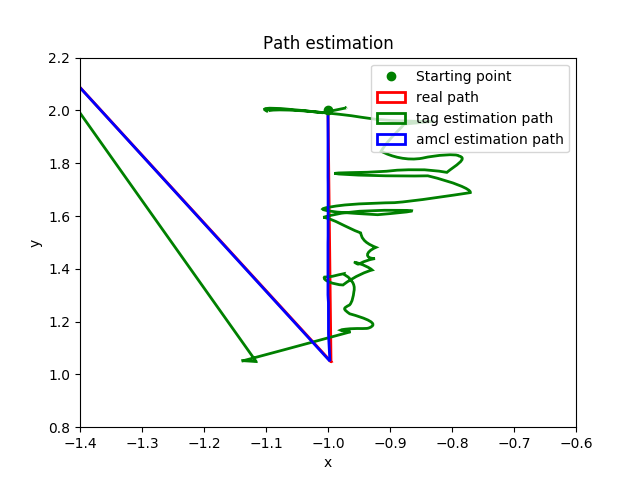 Path estimation
Starting point
real path
tag estimation path
amcl estimation path
2.2
2.0
1.8
1.6
1.4
1.2
1.0
0.8
y
−1.4 −1.3 −1.2 −1.1 −1.0 −0.9 −0.8 −0.7 −0.6
x